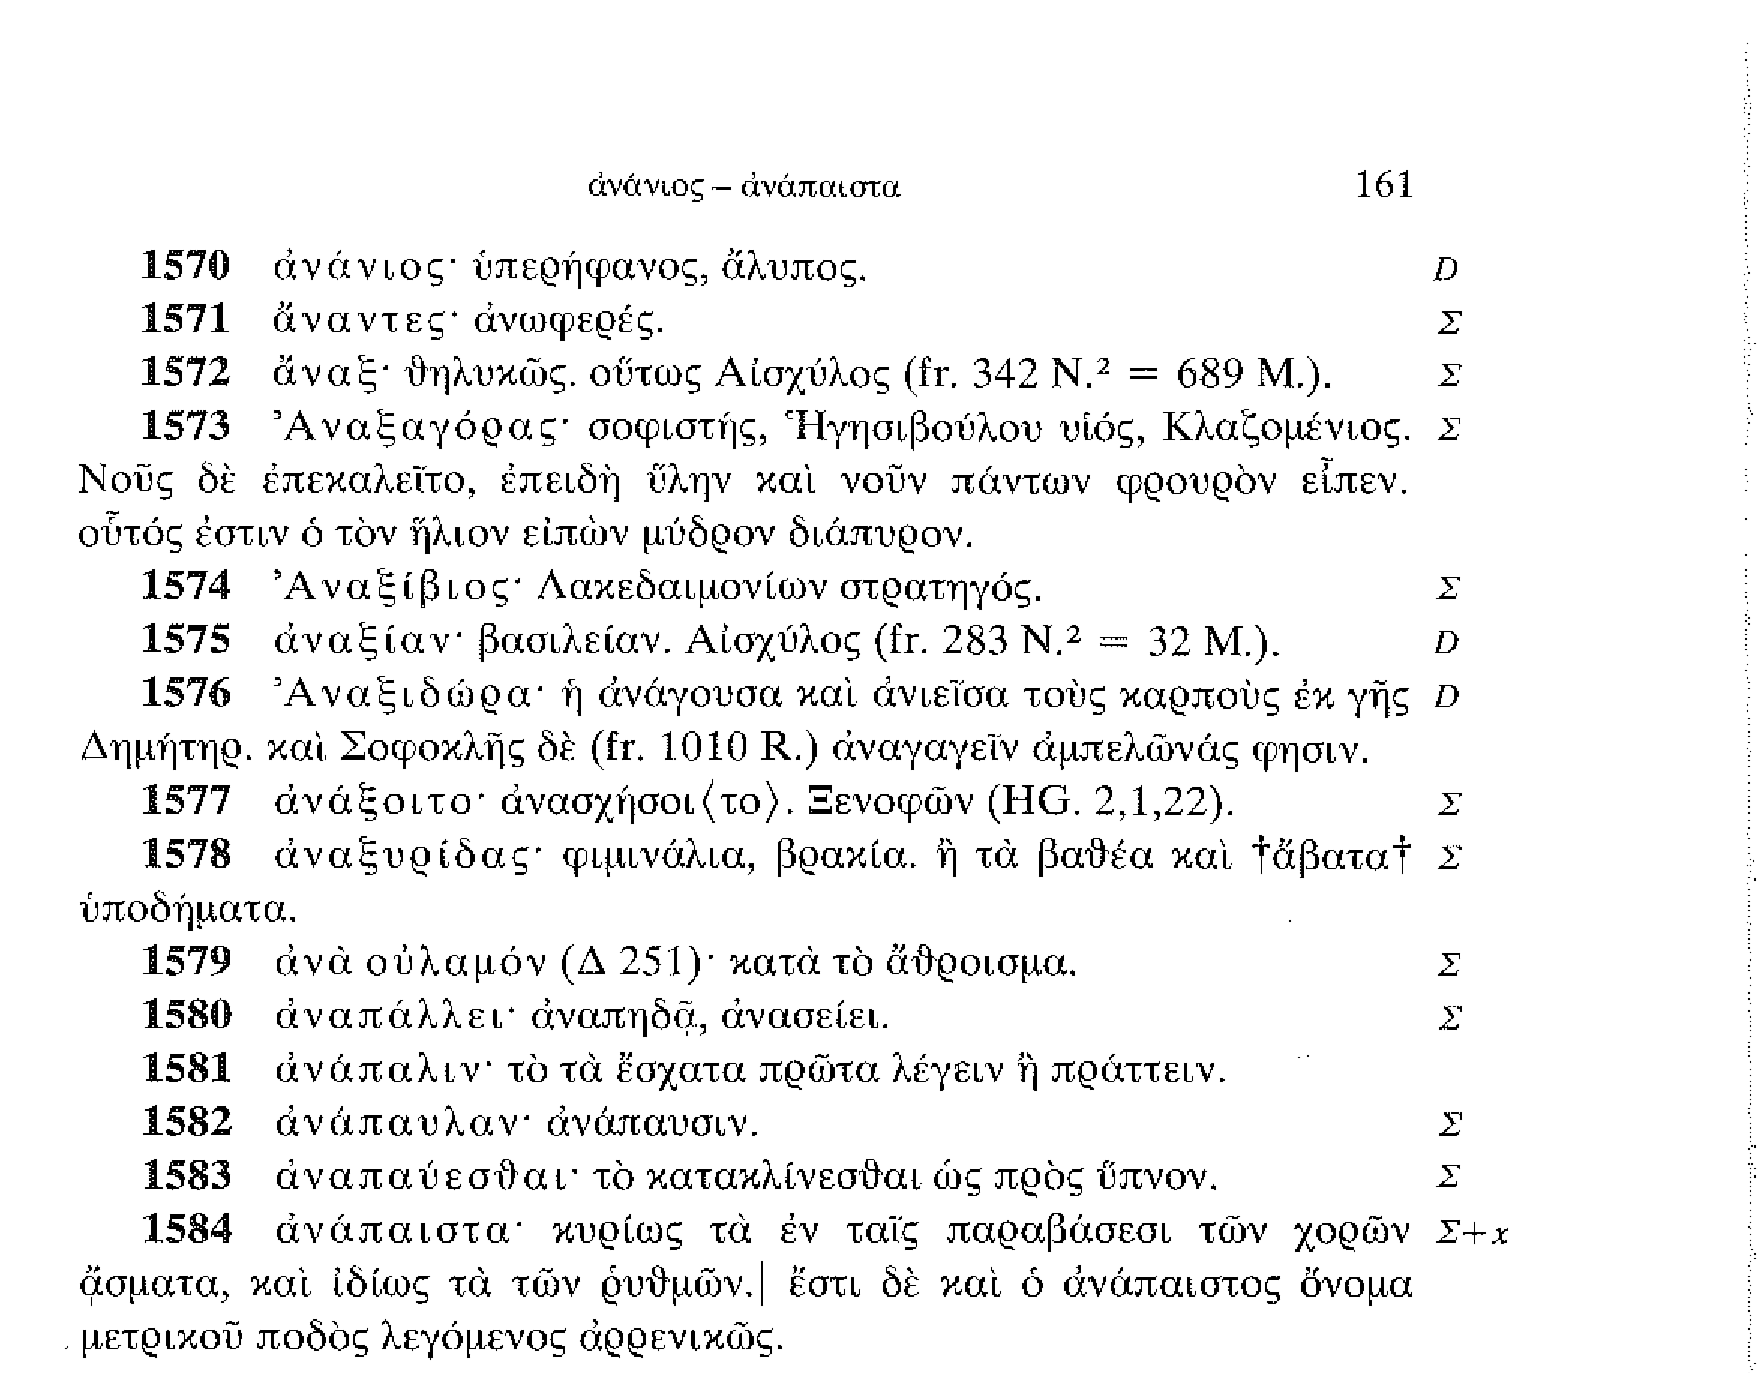 ἀνάνιος – ἀνάπαιστα 161
1570 ἀνάνιος· ὑπερήφανος, ἄλυπος. D
1571 ἄναντες· ἀνωφερές. Σ
1572 ἄναξ· θηλυκῶς. οὕτως Αἰσχύλος (fr. 342 N.² = 689 M.). Σ
1573 Ἀναξαγόρας· σοφιστής, Ἡγησιβούλου υἱός, Κλαζομένιος. Σ
Νοῦς δὲ ἐπεκαλεῖτο, ἐπειδὴ ὕλην καὶ νοῦν πάντων φρουρὸν εἶπεν.
οὗτός ἐστιν ὁ τὸν ἥλιον εἰπὼν μύδρον διάπυρον.
1574 Ἀναξίβιος· Λακεδαιμονίων στρατηγός. Σ
1575 ἀναξίαν· βασιλείαν. Αἰσχύλος (fr. 283 N.² = 32 M.). D
1576 Ἀναξιδώρα· ἡ ἀνάγουσα καὶ ἀνιεῖσα τοὺς καρποὺς ἐκ γῆς D
Δημήτηρ. καὶ Σοφοκλῆς δὲ (fr. 1010 R.) ἀναγαγεῖν ἀμπελῶνάς φησιν.
1577 ἀνάξοιτο· ἀνασχήσοι⟨το⟩. Ξενοφῶν (HG. 2,1,22). Σ
1578 ἀναξυρίδας· φιμινάλια, βρακία. ἢ τὰ βαθέα καὶ †ἄβατα† Σ
ὑποδήματα.
1579 ἀνὰ οὐλαμόν (Δ 251)· κατὰ τὸ ἄθροισμα. Σ
1580 ἀναπάλλει· ἀναπηδᾷ, ἀνασείει. Σ
1581 ἀνάπαλιν· τὸ τὰ ἔσχατα πρῶτα λέγειν ἢ πράττειν.
1582 ἀνάπαυλαν· ἀνάπαυσιν. Σ
1583 ἀναπαύεσθαι· τὸ κατακλίνεσθαι ὡς πρὸς ὕπνον. Σ
1584 ἀνάπαιστα· κυρίως τὰ ἐν ταῖς παραβάσεσι τῶν χορῶν Σ+x
ᾄσματα, καὶ ἰδίως τὰ τῶν ῥυθμῶν.| ἔστι δὲ καὶ ὁ ἀνάπαιστος ὄνομα
μετρικοῦ ποδὸς λεγόμενος ἀρρενικῶς.